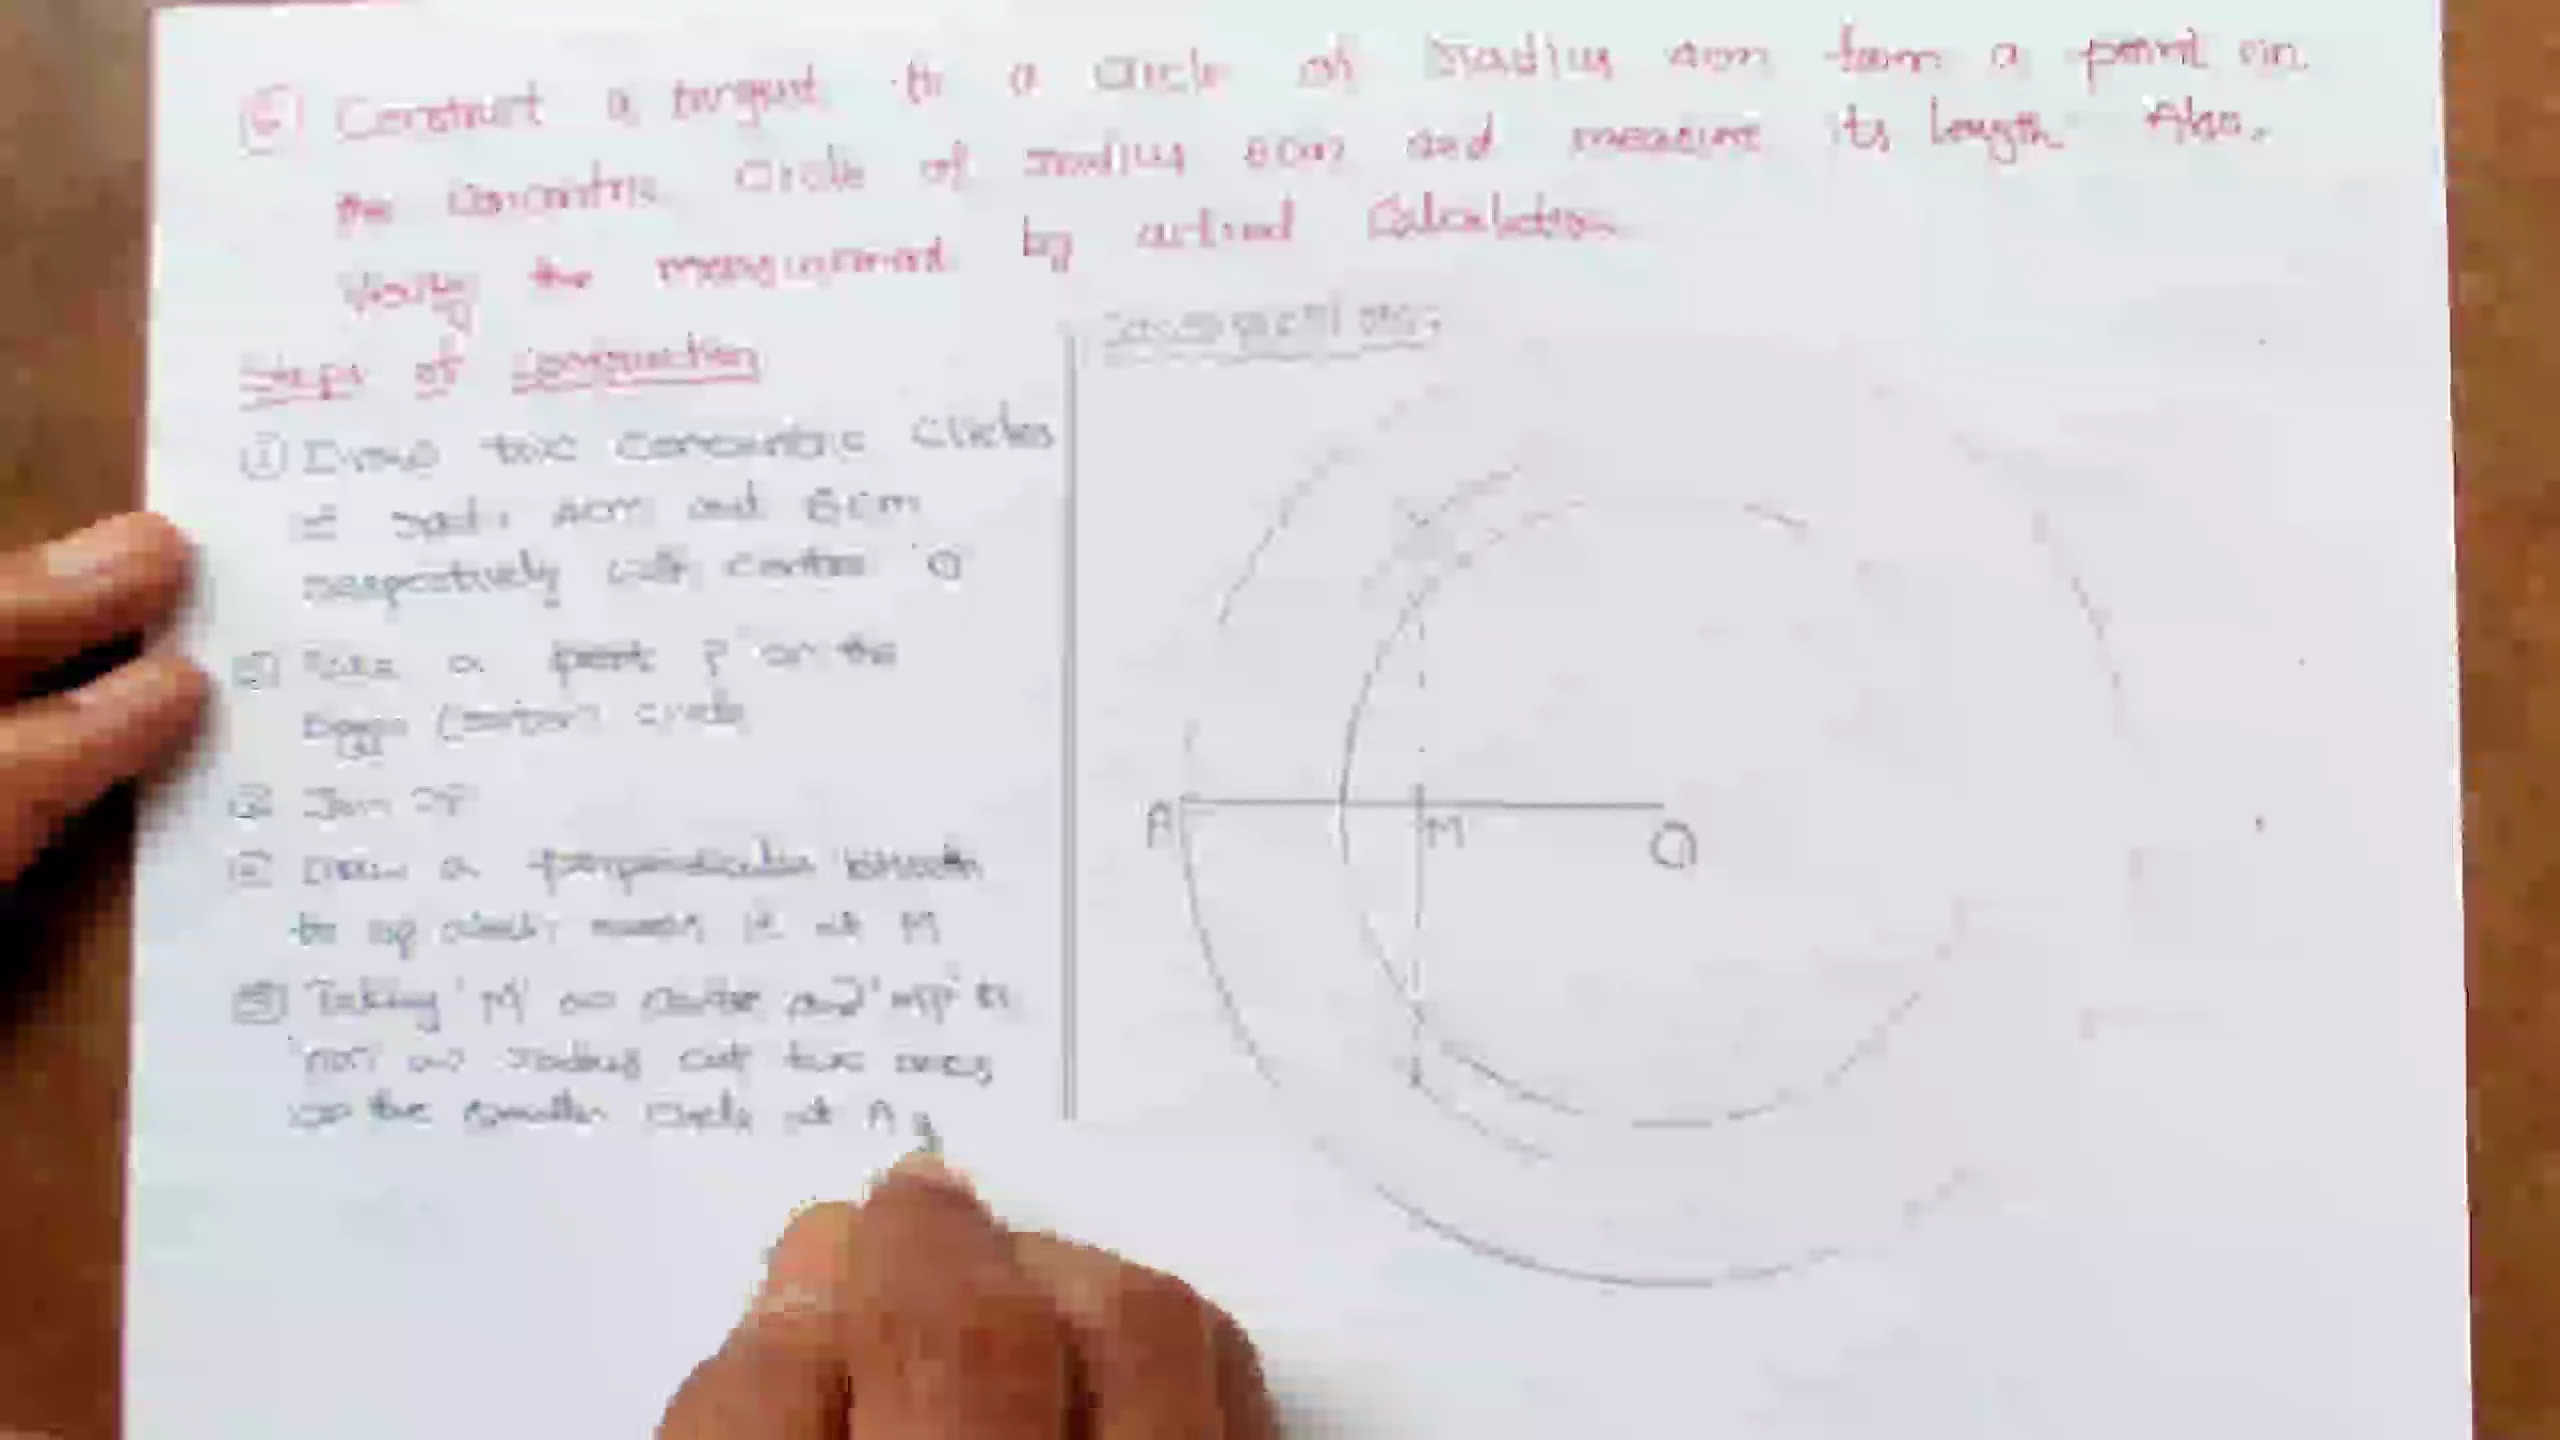 6 Construct a tangent to a circle of radius 4cm from a point on
the concentric circle of radius 6cm and measure its length. Also,
Verify the measurement by actual Calculation
Steps of Construction
1 Draw two concentric circles
of radii 4cm and 6cm
respectively with centre 'O'
2 Take a point P on the
circle
3 Join OP
4 Draw a perpendicular bisector
to op which meets it at M
5 Taking 'M' as centre and 'MP' or
'mo' as radius cut two arcs
on the smaller circle at A
A M O